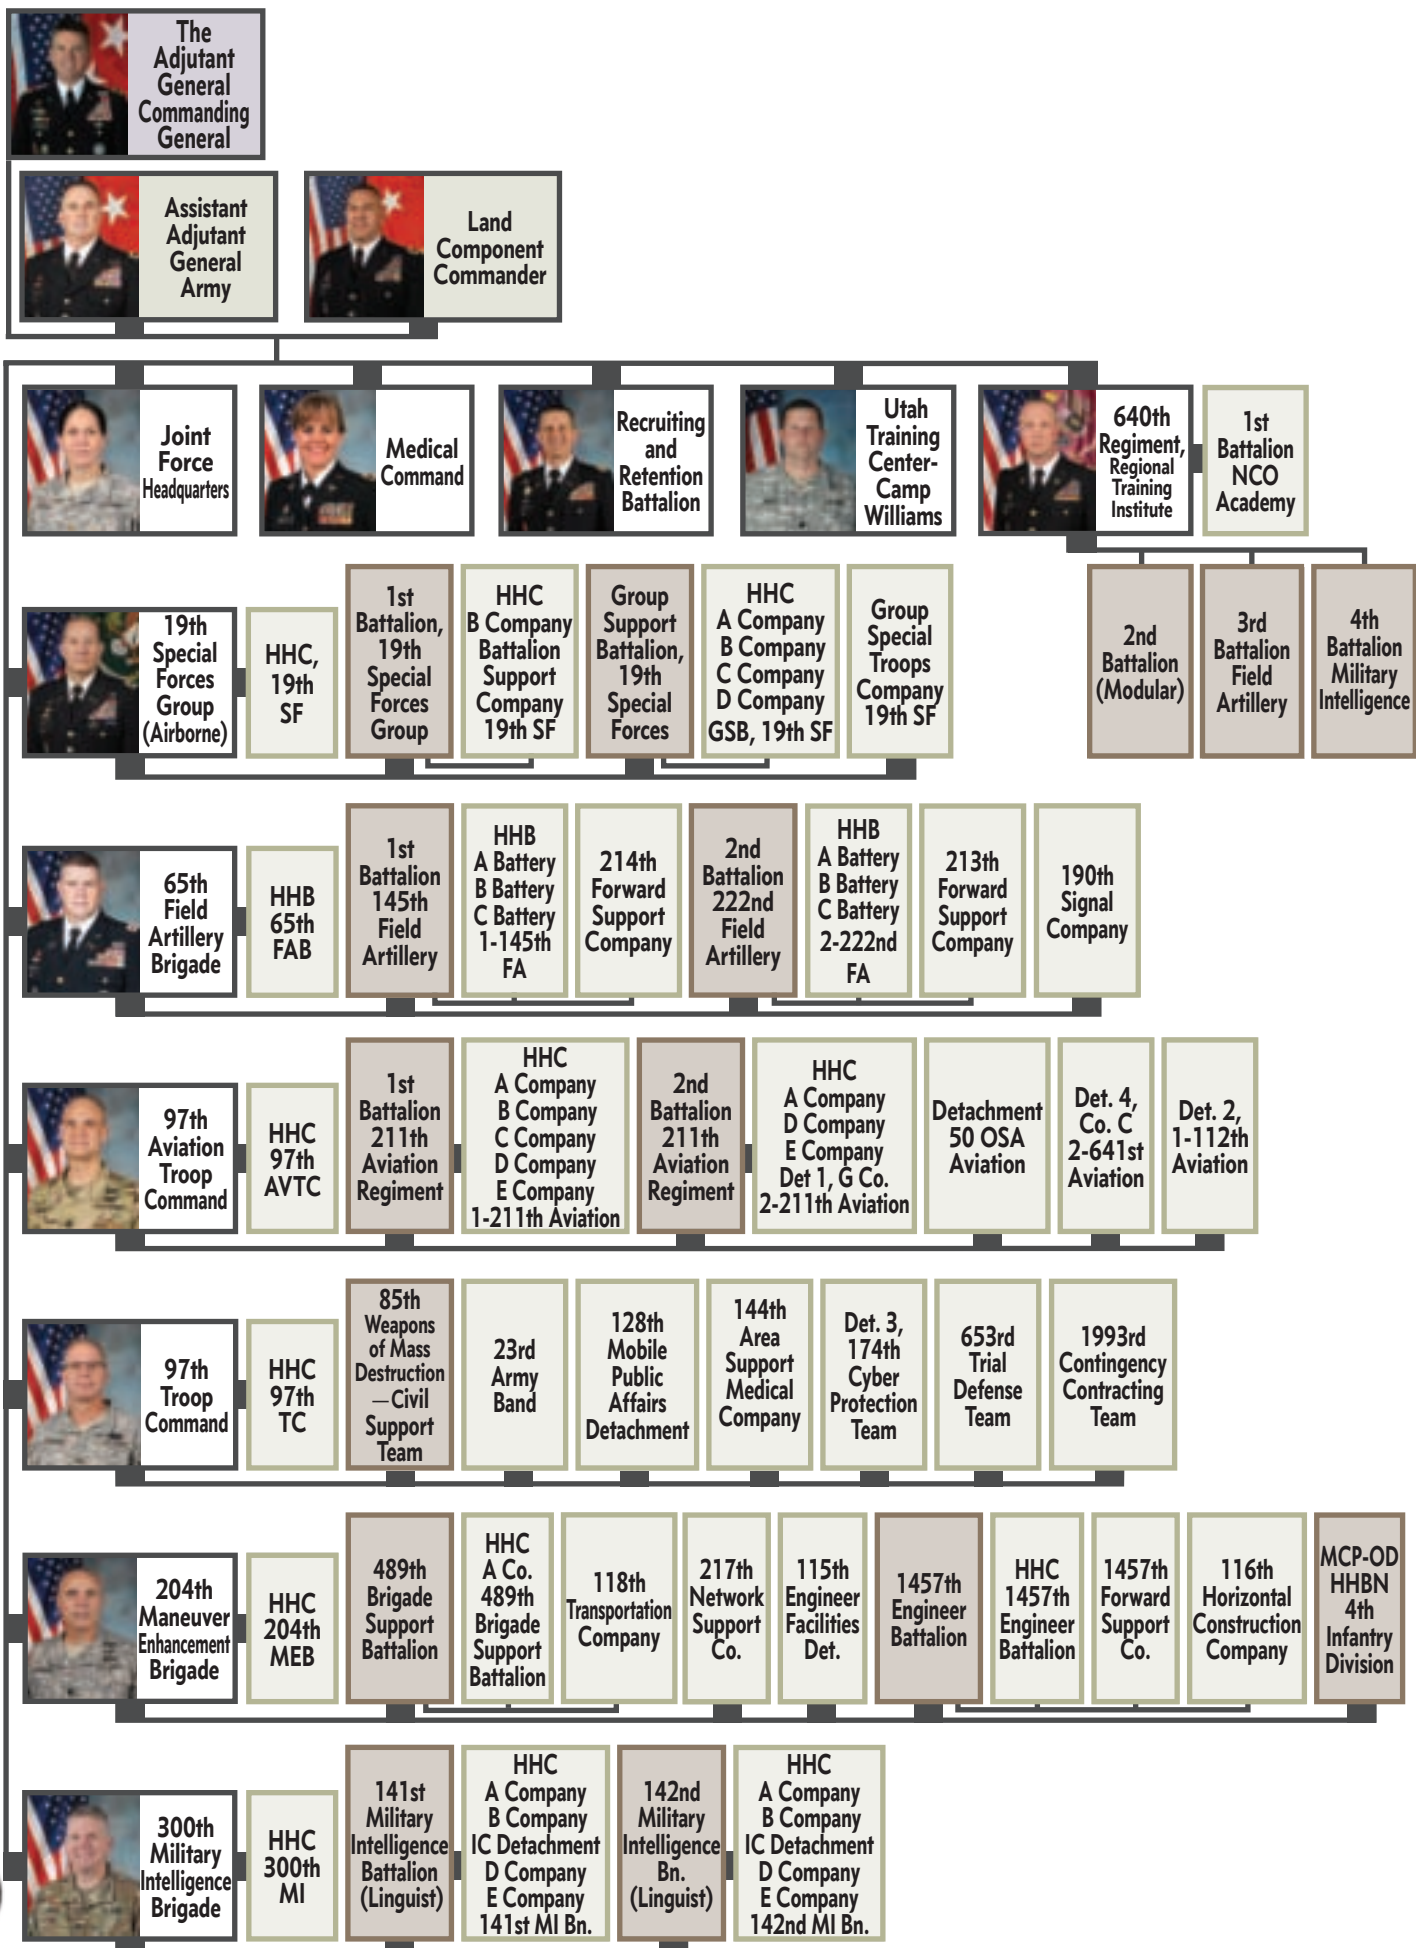 The
Adjutant
General
Commanding
General
Assistant
Adjutant
General
Army
Land
Component
Commander
Joint
Force
Headquarters
Medical
Command
Recruiting
and
Retention
Battalion
Utah
Training
Center-
Camp
Williams
640th
Regiment,
Regional
Training
Institute
1st
Battalion
NCO
Academy
2nd
Battalion
(Modular)
3rd
Battalion
Field
Artillery
4th
Battalion
Military
Intelligence
19th
Special
Forces
Group
(Airborne)
HHC,
19th
SF
1st
Battalion,
19th
Special
Forces
Group
HHC
B Company
Battalion
Support
Company
19th SF
Group
Support
Battalion,
19th
Special
Forces
HHC
A Company
B Company
C Company
D Company
GSB, 19th SF
Group
Special
Troops
Company
19th SF
65th
Field
Artillery
Brigade
HHB
65th
FAB
1st
Battalion
145th
Field
Artillery
HHB
A Battery
B Battery
C Battery
1-145th
FA
214th
Forward
Support
Company
2nd
Battalion
222nd
Field
Artillery
HHB
A Battery
B Battery
C Battery
2-222nd
FA
213th
Forward
Support
Company
190th
Signal
Company
97th
Aviation
Troop
Command
HHC
97th
AVTC
1st
Battalion
211th
Aviation
Regiment
HHC
A Company
B Company
C Company
D Company
E Company
1-211th Aviation
2nd
Battalion
211th
Aviation
Regiment
HHC
A Company
D Company
E Company
Det 1, G Co.
2-211th Aviation
Detachment
50 OSA
Aviation
Det. 4,
Co. C
2-641st
Aviation
Det. 2,
1-112th
Aviation
97th
Troop
Command
HHC
97th
TC
85th
Weapons
of Mass
Destruction
—Civil
Support
Team
23rd
Army
Band
128th
Mobile
Public
Affairs
Detachment
144th
Area
Support
Medical
Company
Det. 3,
174th
Cyber
Protection
Team
653rd
Trial
Defense
Team
1993rd
Contingency
Contracting
Team
204th
Maneuver
Enhancement
Brigade
HHC
204th
MEB
489th
Brigade
Support
Battalion
HHC
A Co.
489th
Brigade
Support
Battalion
118th
Transportation
Company
217th
Network
Support
Co.
115th
Engineer
Facilities
Det.
1457th
Engineer
Battalion
HHC
1457th
Engineer
Battalion
1457th
Forward
Support
Co.
116th
Horizontal
Construction
Company
MCP-OD
HHBN
4th
Infantry
Division
300th
Military
Intelligence
Brigade
HHC
300th
MI
141st
Military
Intelligence
Battalion
(Linguist)
HHC
A Company
B Company
IC Detachment
D Company
E Company
141st MI Bn.
142nd
Military
Intelligence
Bn.
(Linguist)
HHC
A Company
B Company
IC Detachment
D Company
E Company
142nd MI Bn.